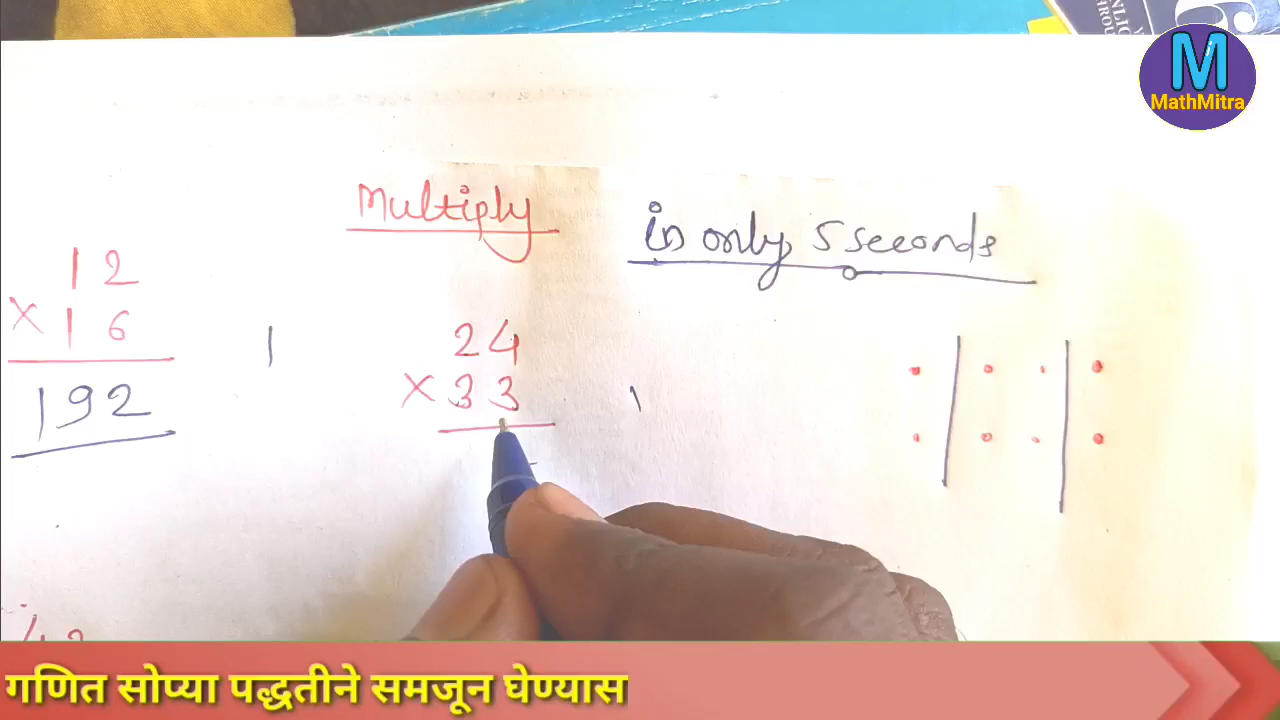 M
MathMitra
Multiply in only 5 seconds
12
× 16
192
24
× 33
गणित सोप्या पद्धतीने समजून घेण्यास